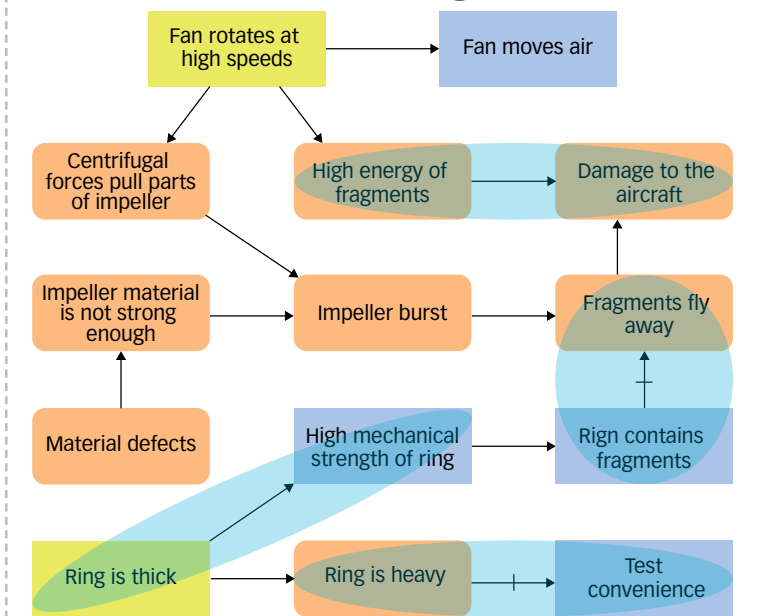 Fan rotates at
high speeds
Fan moves air
Centrifugal
forces pull parts
of impeller
High energy of
fragments
Damage to the
aircraft
Impeller material
is not strong
enough
Impeller burst
Fragments fly
away
Material defects
High mechanical
strength of ring
Rign contains
fragments
Ring is thick
Ring is heavy
Test
convenience